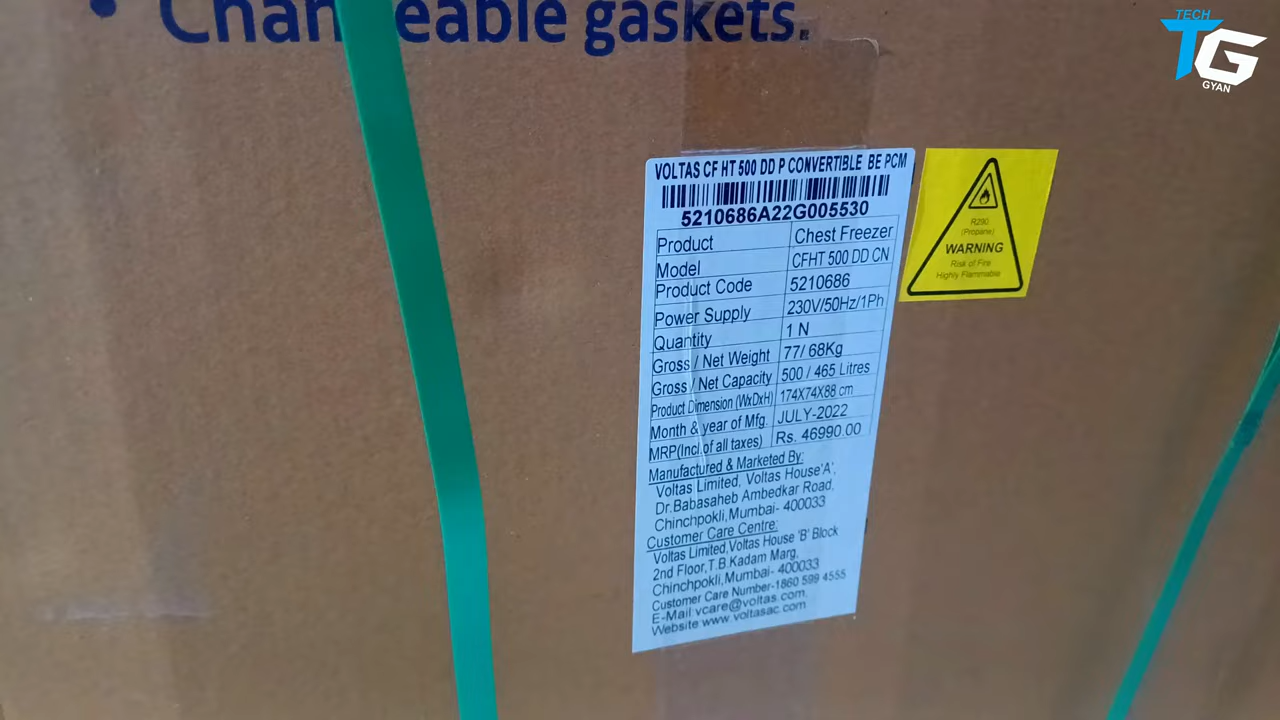 • Changeable gaskets.
TECH
TG
GYAN
VOLTAS CF HT 500 DD P CONVERTIBLE BE PCM
5210686A22G005530
Product Chest Freezer
Model CFHT 500 DD CN
Product Code 5210686
Power Supply 230V/50Hz/1Ph
Quantity 1 N
Gross / Net Weight 77/ 68Kg
Gross / Net Capacity 500 / 465 Litres
Product Dimension (WxDxH) 174X74X88 cm
Month & year of Mfg. JULY-2022
MRP(Incl.of all taxes) Rs. 46990.00
Manufactured & Marketed By:
Voltas Limited, Voltas House'A',
Dr.Babasaheb Ambedkar Road,
Chinchpokli,Mumbai- 400033
Customer Care Centre:
Voltas Limited,Voltas House 'B' Block
2nd Floor,T.B.Kadam Marg,
Chinchpokli,Mumbai- 400033
Customer Care Number-1860 599 4555
E-Mail:vcare@voltas.com,
Website www.voltasac.com
R290
(Propane)
WARNING
Risk of Fire
Highly Flammable